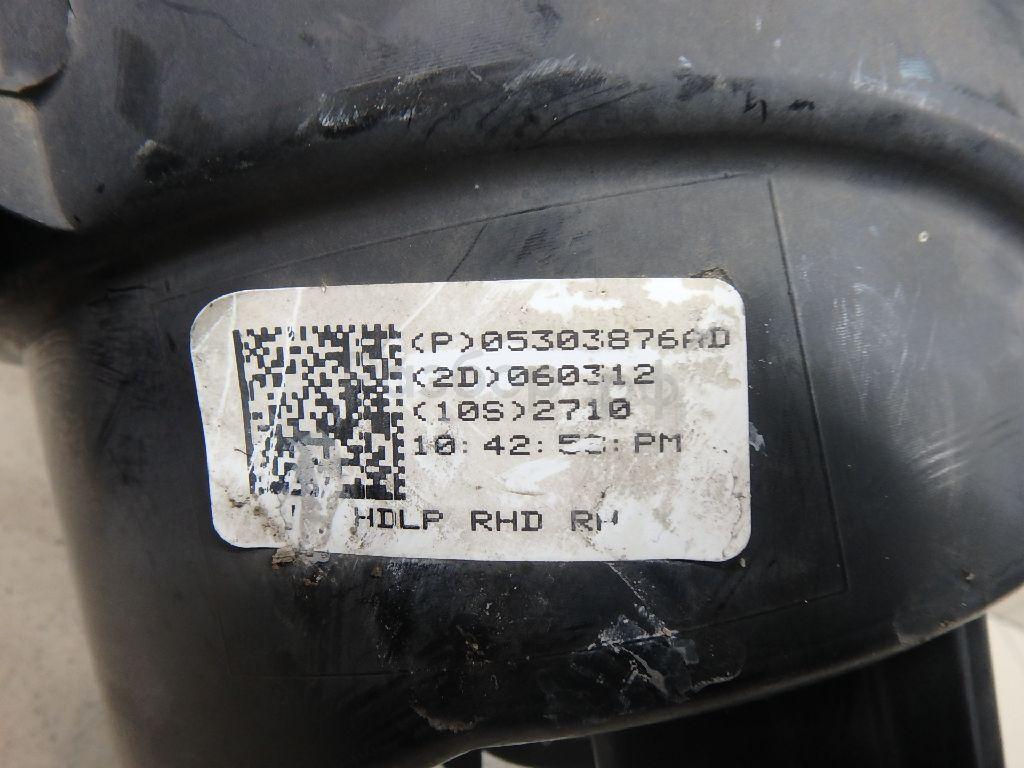 (P)05303876AD
(2D)060312
(10S)2710
HDLP RHD RH